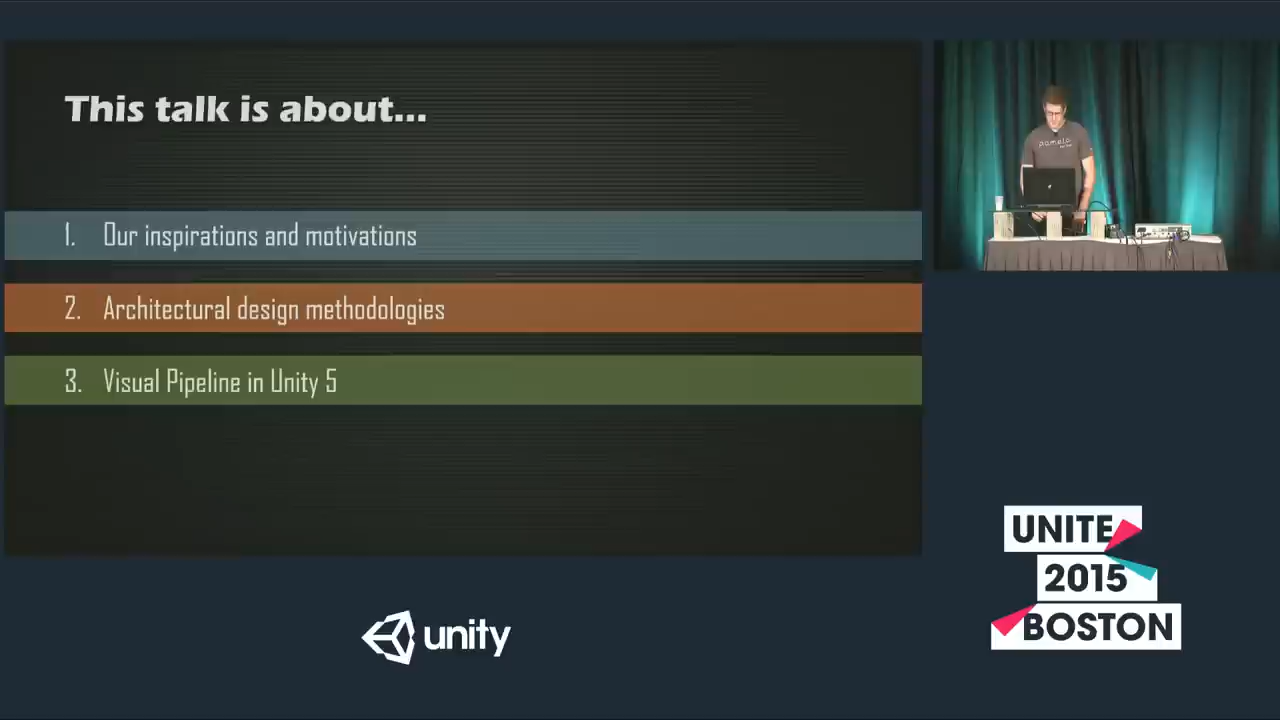 This talk is about...
1. Our inspirations and motivations
2. Architectural design methodologies
3. Visual Pipeline in Unity 5
pamela
unity
UNITE
2015
BOSTON